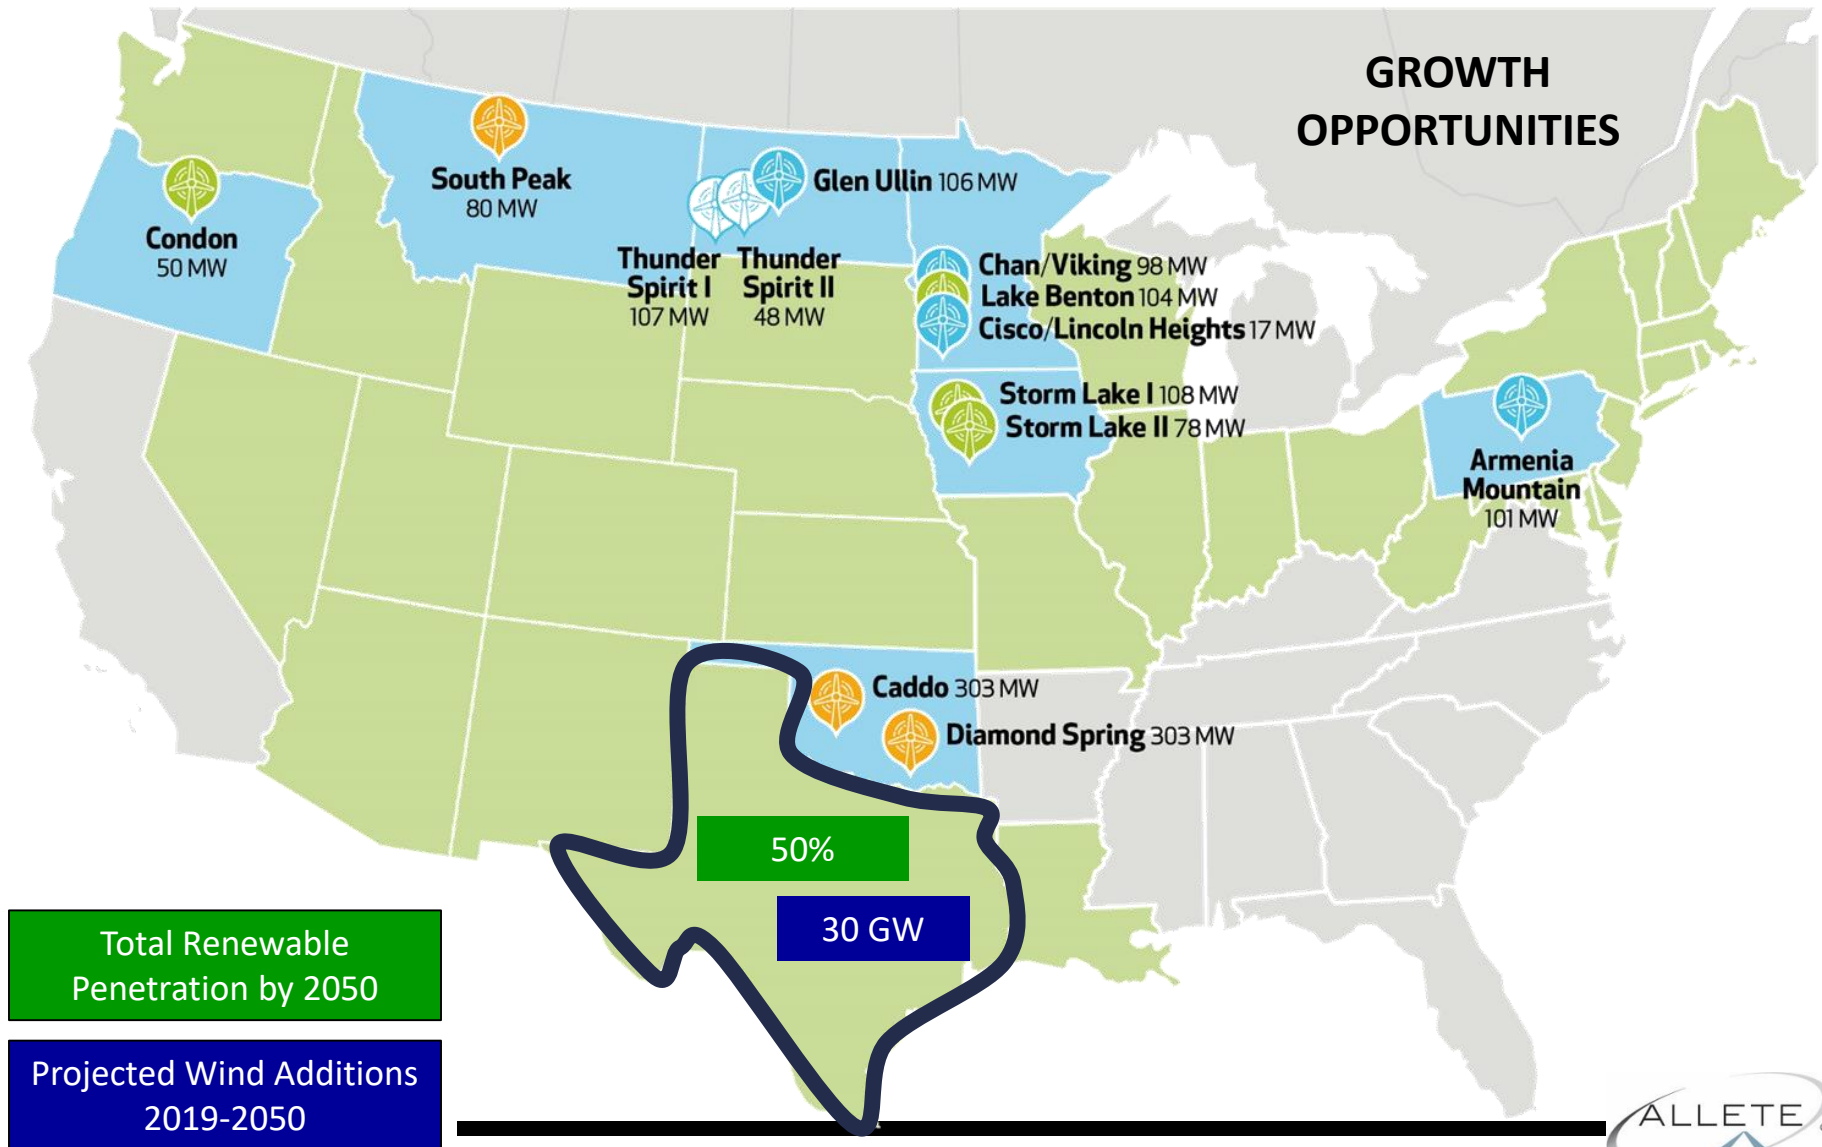 GROWTH
OPPORTUNITIES
South Peak
80 MW
Glen Ullin 106 MW
Condon
50 MW
Thunder
Spirit I
107 MW
Thunder
Spirit II
48 MW
Chan/Viking 98 MW
Lake Benton 104 MW
Cisco/Lincoln Heights 17 MW
Storm Lake I 108 MW
Storm Lake II 78 MW
Armenia
Mountain
101 MW
Caddo 303 MW
Diamond Spring 303 MW
50%
30 GW
Total Renewable
Penetration by 2050
Projected Wind Additions
2019-2050
ALLETE